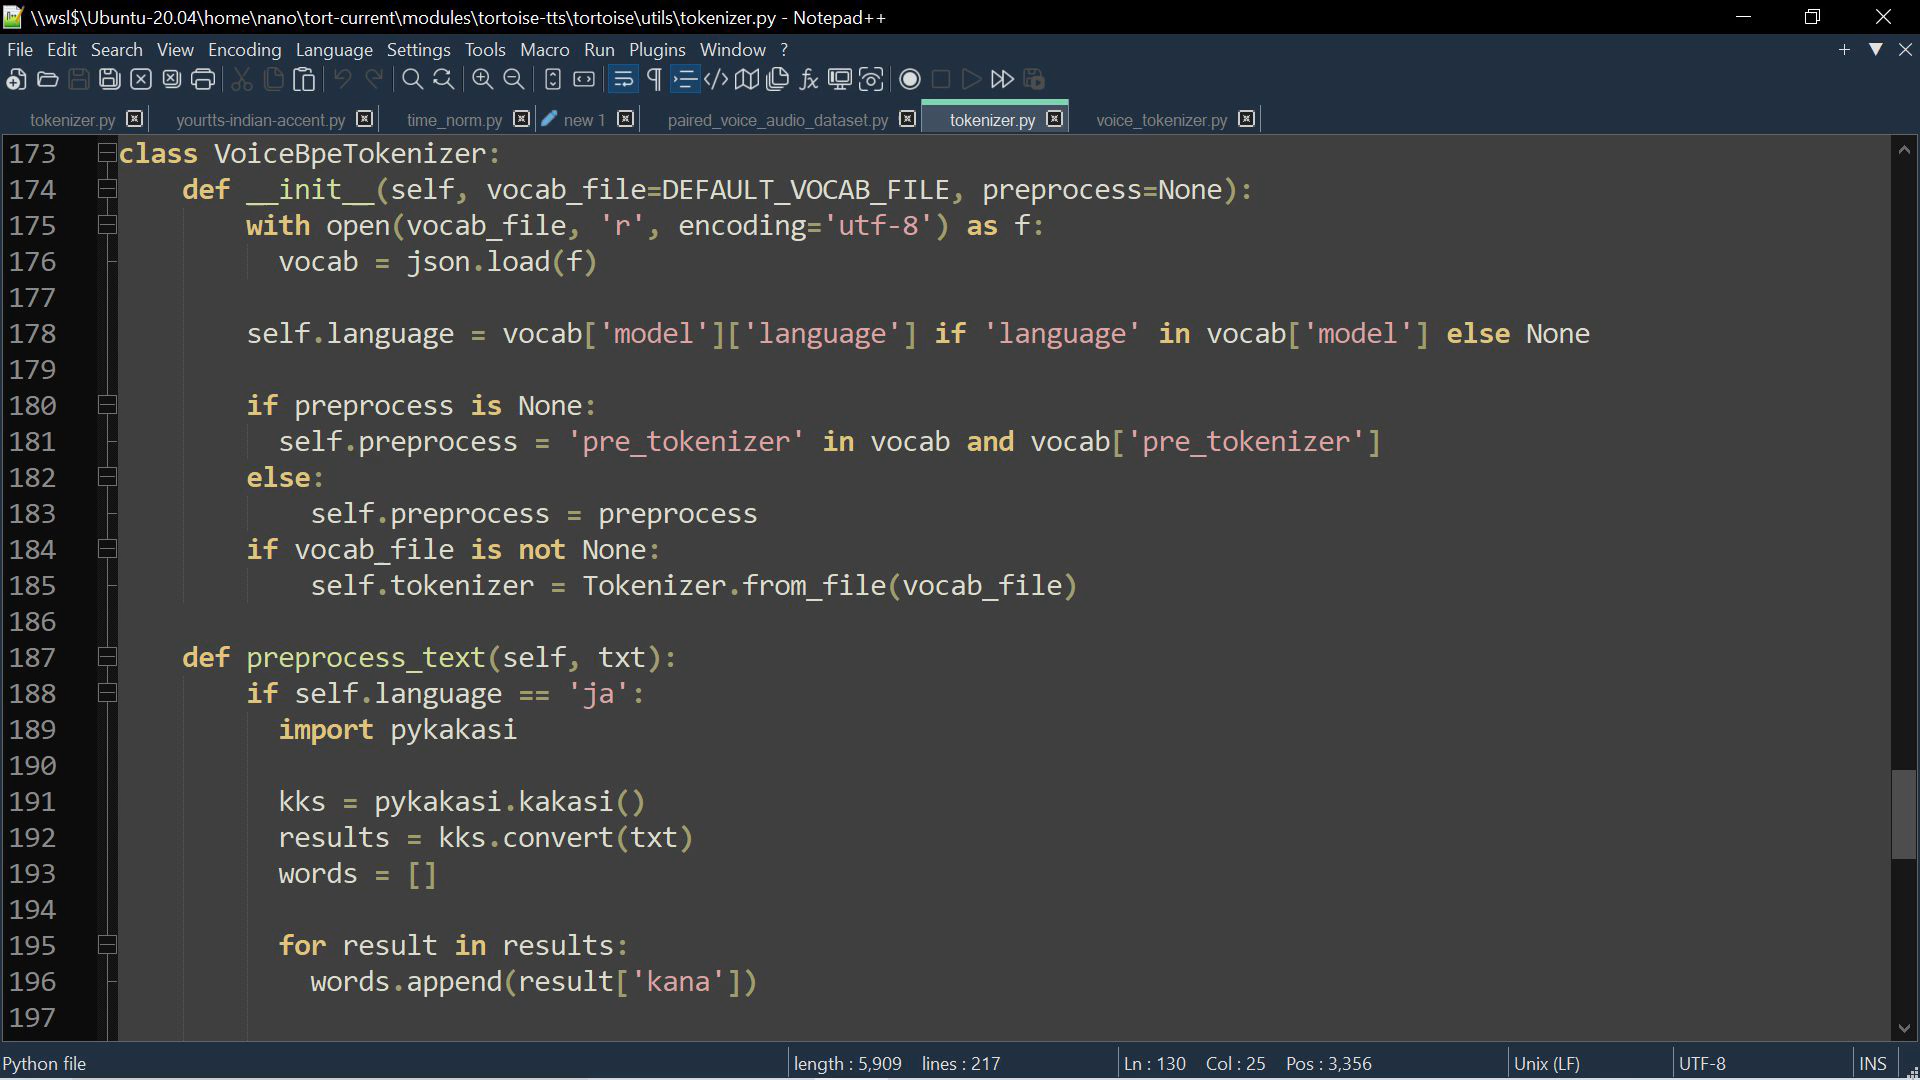 \\wsl$\Ubuntu-20.04\home\nano\tort-current\modules\tortoise-tts\tortoise\utils\tokenizer.py - Notepad++
File Edit Search View Encoding Language Settings Tools Macro Run Plugins Window ?
tokenizer.py yourtts-indian-accent.py time_norm.py new 1 paired_voice_audio_dataset.py tokenizer.py voice_tokenizer.py
173 class VoiceBpeTokenizer:
174     def __init__(self, vocab_file=DEFAULT_VOCAB_FILE, preprocess=None):
175         with open(vocab_file, 'r', encoding='utf-8') as f:
176           vocab = json.load(f)
177
178         self.language = vocab['model']['language'] if 'language' in vocab['model'] else None
179
180         if preprocess is None:
181           self.preprocess = 'pre_tokenizer' in vocab and vocab['pre_tokenizer']
182         else:
183             self.preprocess = preprocess
184         if vocab_file is not None:
185             self.tokenizer = Tokenizer.from_file(vocab_file)
186
187     def preprocess_text(self, txt):
188         if self.language == 'ja':
189           import pykakasi
190
191           kks = pykakasi.kakasi()
192           results = kks.convert(txt)
193           words = []
194
195           for result in results:
196             words.append(result['kana'])
197
Python file length : 5,909 lines : 217 Ln : 130 Col : 25 Pos : 3,356 Unix (LF) UTF-8 INS